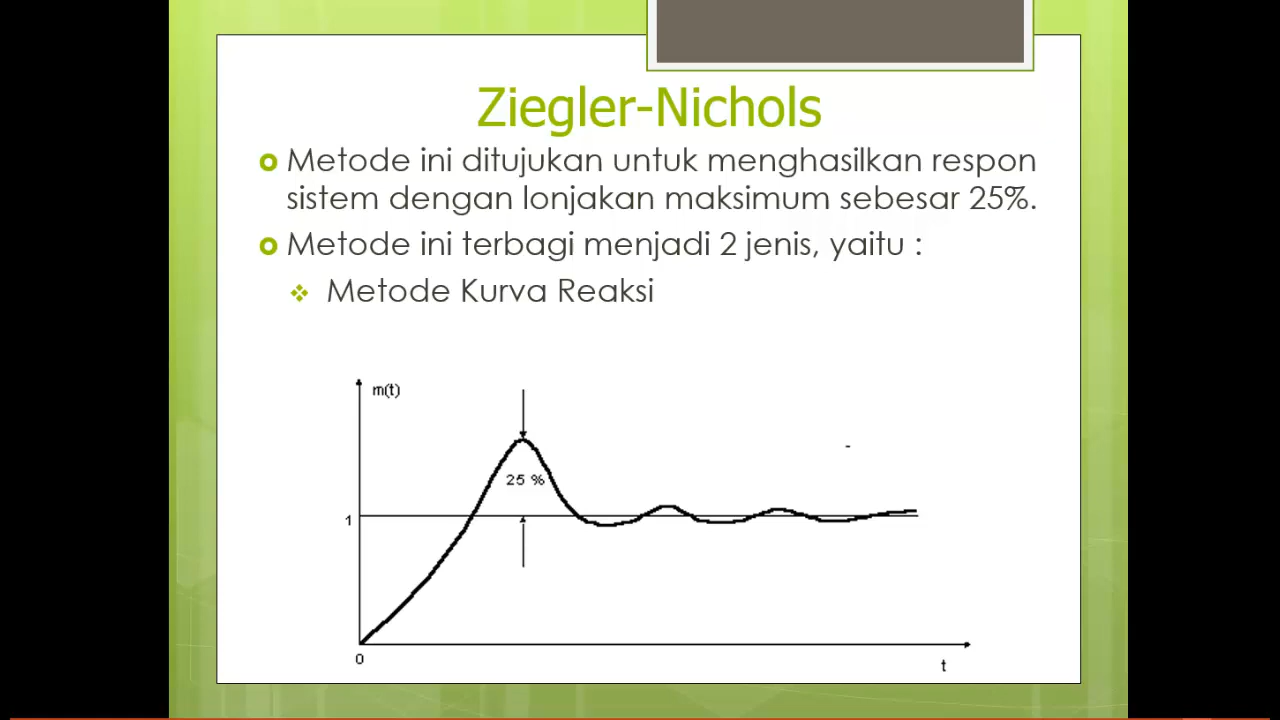 Ziegler-Nichols
Metode ini ditujukan untuk menghasilkan respon
sistem dengan lonjakan maksimum sebesar 25%.
Metode ini terbagi menjadi 2 jenis, yaitu :
Metode Kurva Reaksi
m(t)
25 %
1
0
t